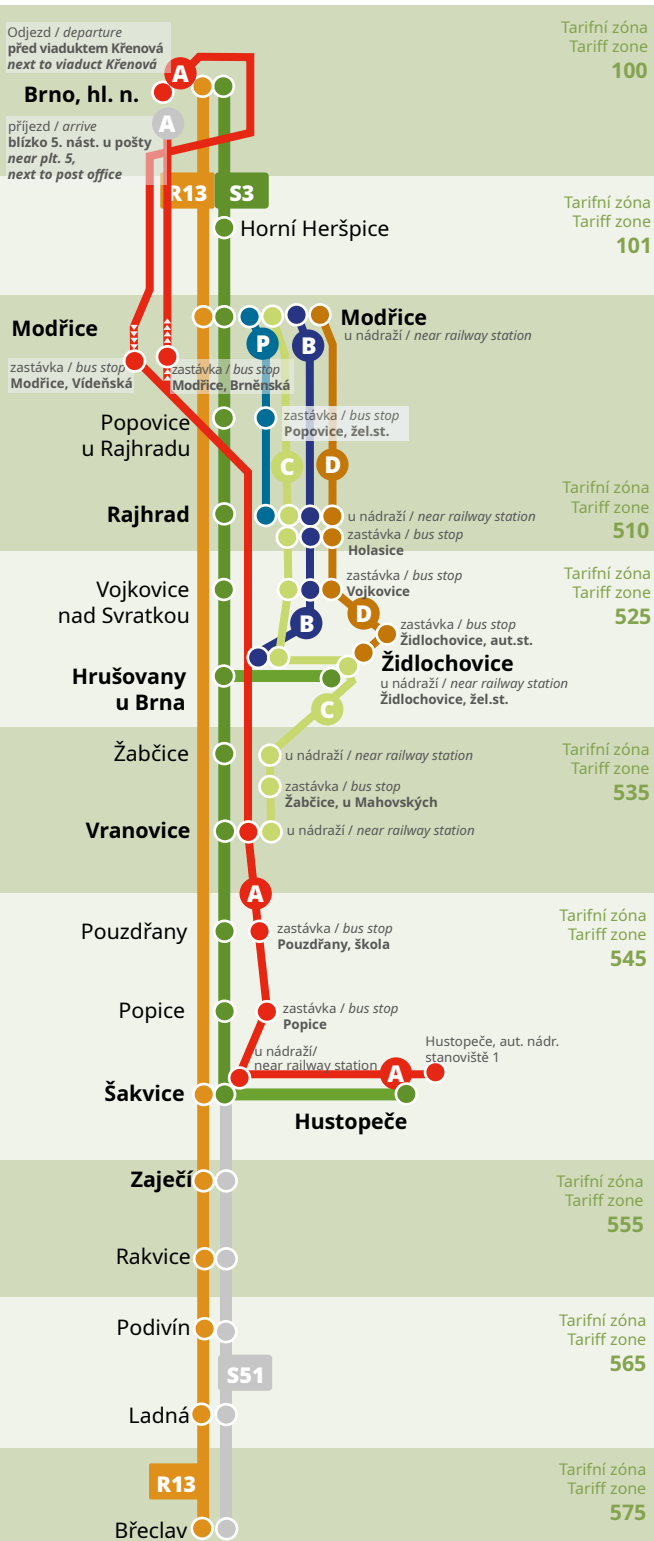 Odjezd / departure
před viaduktem Křenová
next to viaduct Křenová
Tarifní zóna
Tariff zone
100
A
Brno, hl. n.
příjezd / arrive
blízko 5. nást. u pošty
near plt. 5,
next to post office
A
R13
S3
Tarifní zóna
Tariff zone
101
Horní Heršpice
Modřice
Modřice
u nádraží / near railway station
P
B
zastávka / bus stop
Modřice, Vídeňská
zastávka / bus stop
Modřice, Brněnská
Popovice
u Rajhradu
zastávka / bus stop
Popovice, žel.st.
C
D
Tarifní zóna
Tariff zone
510
Rajhrad
u nádraží / near railway station
zastávka / bus stop
Holasice
Tarifní zóna
Tariff zone
525
Vojkovice
nad Svratkou
zastávka / bus stop
Vojkovice
D
B
zastávka / bus stop
Židlochovice, aut.st.
Židlochovice
u nádraží / near railway station
Židlochovice, žel.st.
Hrušovany
u Brna
C
Žabčice
u nádraží / near railway station
Tarifní zóna
Tariff zone
535
zastávka / bus stop
Žabčice, u Mahovských
Vranovice
u nádraží / near railway station
A
Tarifní zóna
Tariff zone
545
Pouzdřany
zastávka / bus stop
Pouzdřany, škola
Popice
zastávka / bus stop
Popice
u nádraží/
near railway station
A
Hustopeče, aut. nádr.
stanoviště 1
Šakvice
Hustopeče
Zaječí
Tarifní zóna
Tariff zone
555
Rakvice
Podivín
Tarifní zóna
Tariff zone
565
S51
Ladná
R13
Tarifní zóna
Tariff zone
575
Břeclav